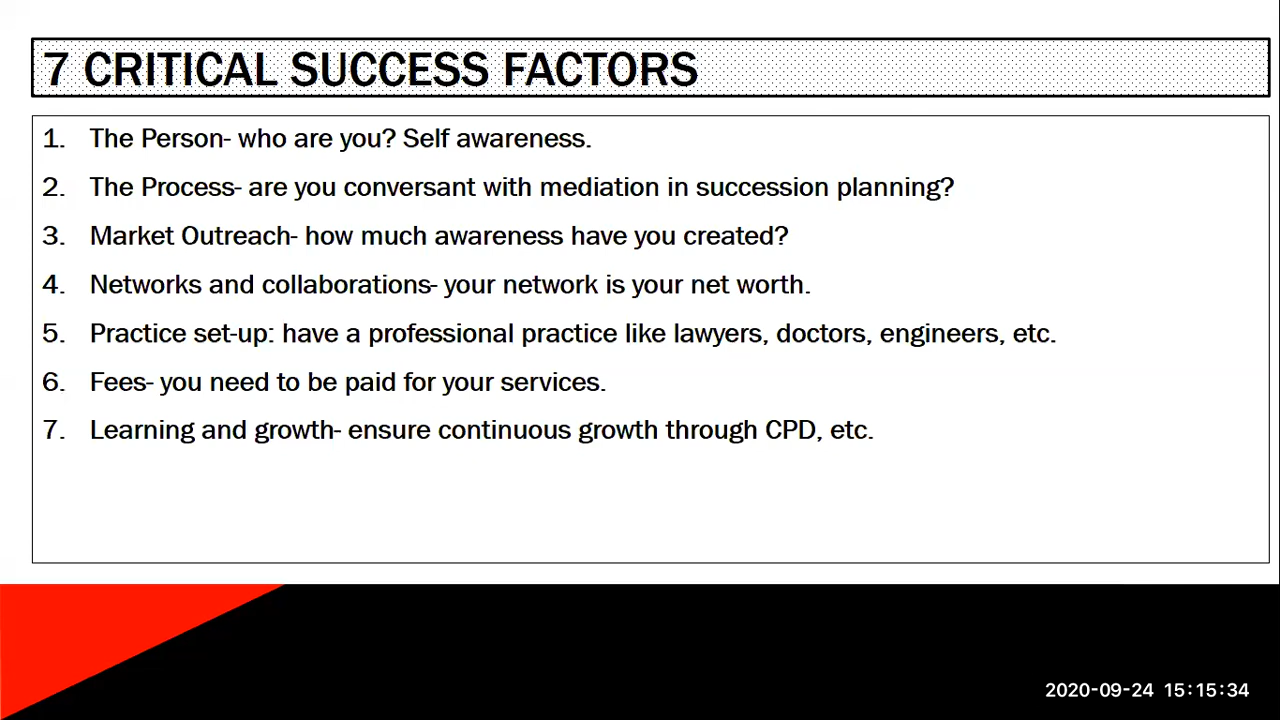 7 CRITICAL SUCCESS FACTORS
1. The Person- who are you? Self awareness.
2. The Process- are you conversant with mediation in succession planning?
3. Market Outreach- how much awareness have you created?
4. Networks and collaborations- your network is your net worth.
5. Practice set-up: have a professional practice like lawyers, doctors, engineers, etc.
6. Fees- you need to be paid for your services.
7. Learning and growth- ensure continuous growth through CPD, etc.
2020-09-24 15:15:34